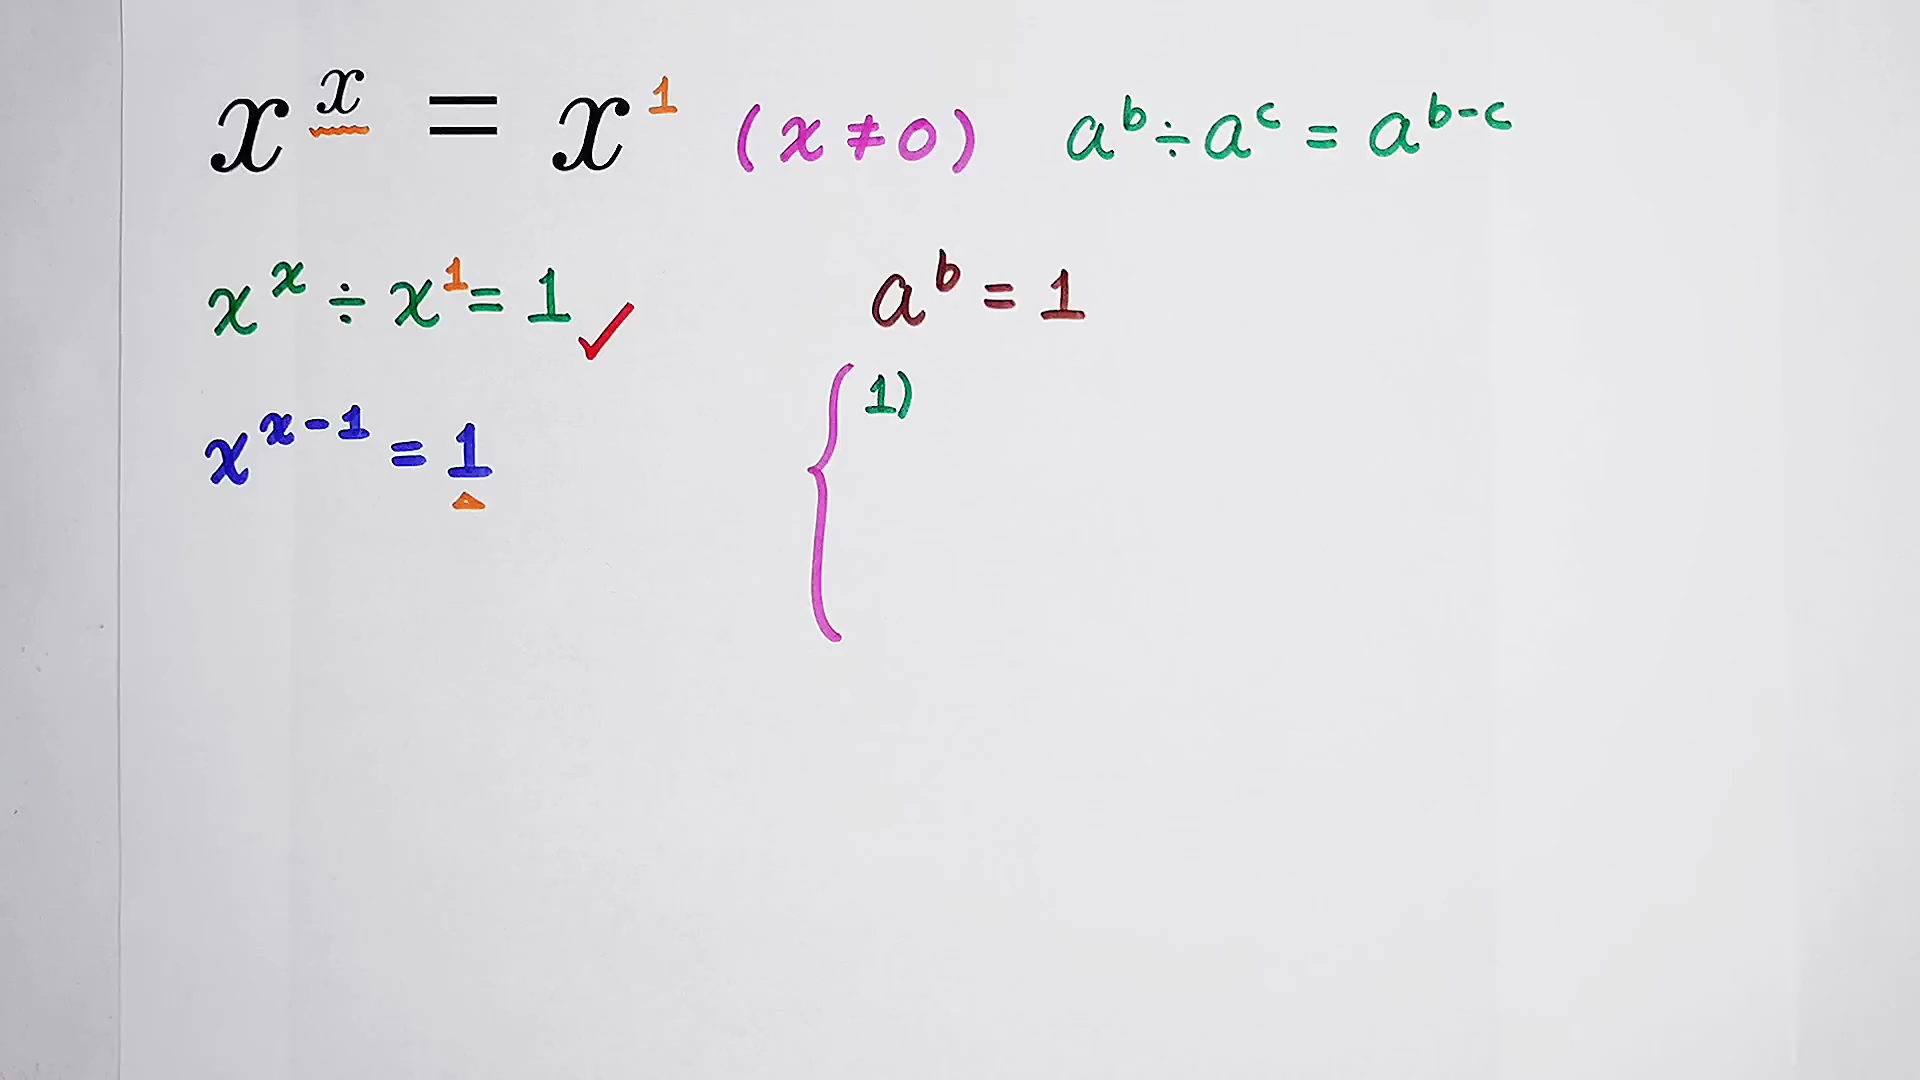 x^x = x^1 (x ≠ 0) a^b ÷ a^c = a^{b-c}
x^x ÷ x^1 = 1 ✓ a^b = 1
{ 1)
x^{x-1} = 1